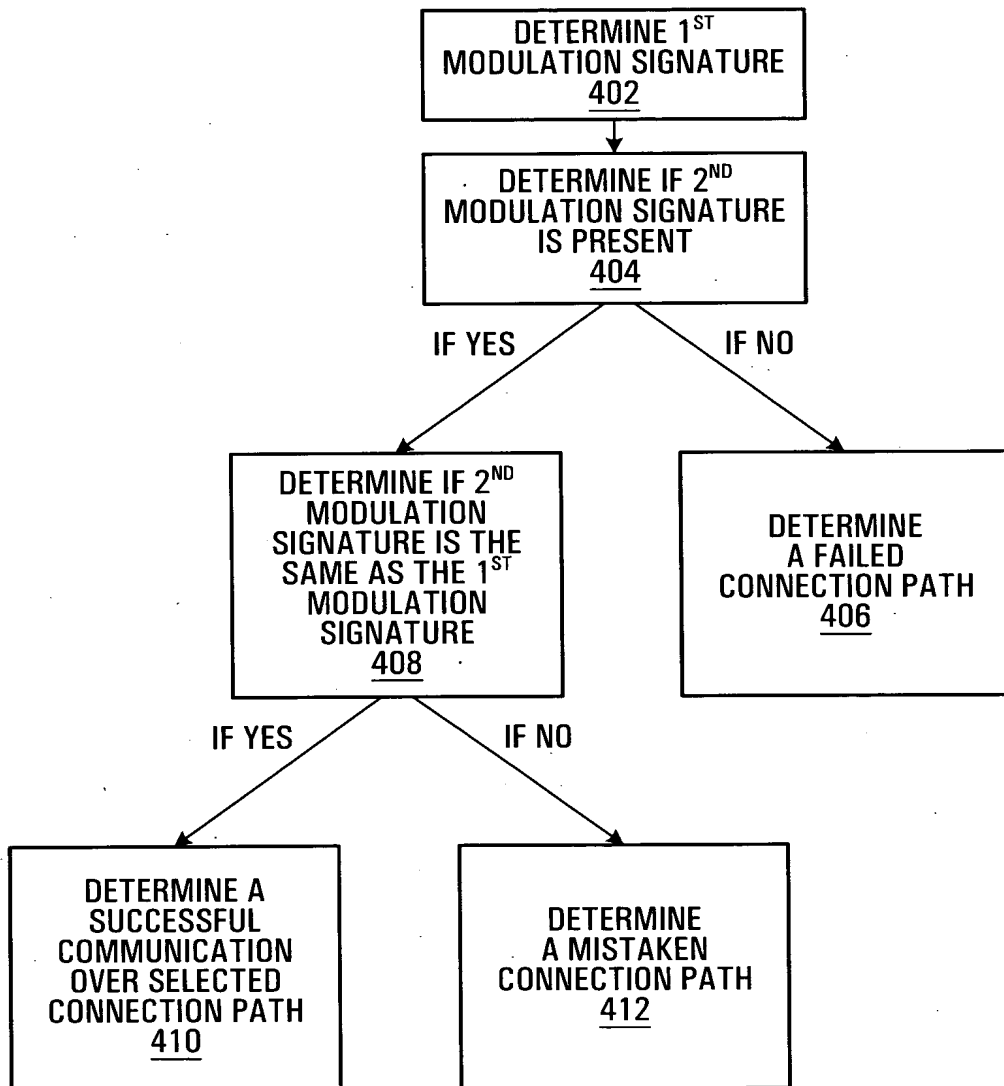 DETERMINE 1ST
MODULATION SIGNATURE
402
DETERMINE IF 2ND
MODULATION SIGNATURE
IS PRESENT
404
IF YES
IF NO
DETERMINE IF 2ND
MODULATION
SIGNATURE IS THE
SAME AS THE 1ST
MODULATION
SIGNATURE
408
DETERMINE
A FAILED
CONNECTION PATH
406
IF YES
IF NO
DETERMINE A
SUCCESSFUL
COMMUNICATION
OVER SELECTED
CONNECTION PATH
410
DETERMINE
A MISTAKEN
CONNECTION PATH
412